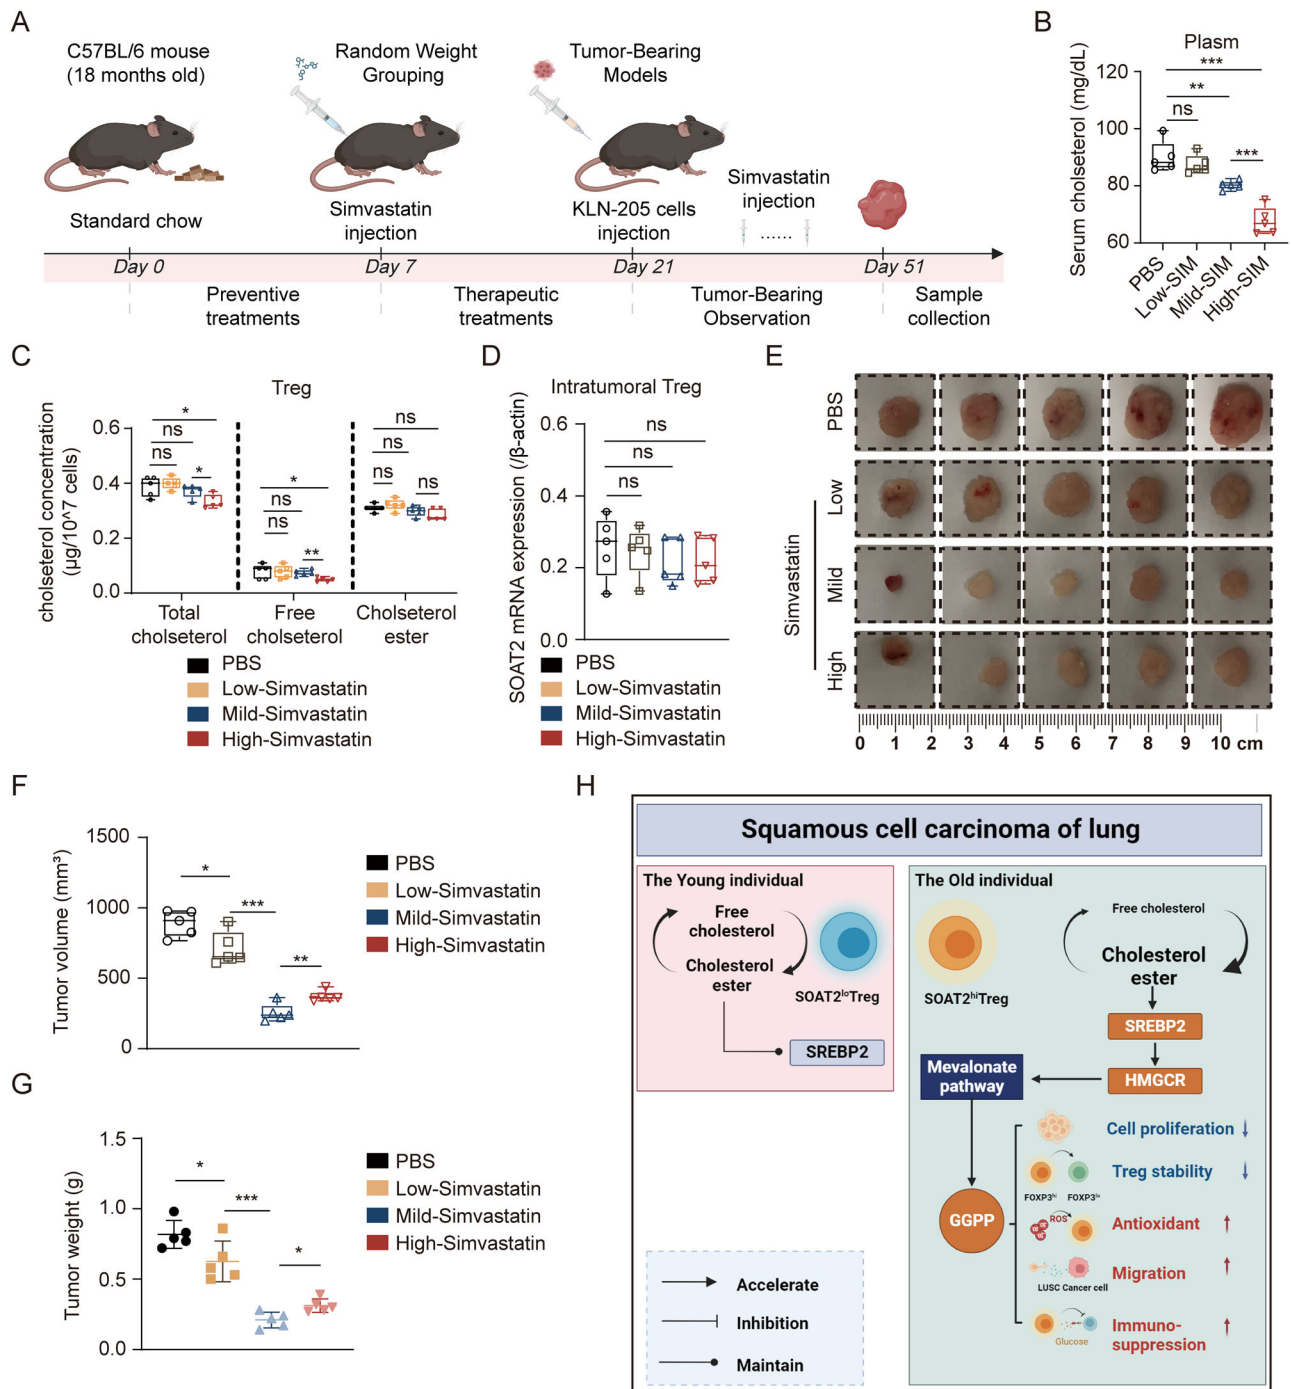 A
C57BL/6 mouse
(18 months old)
Random Weight
Grouping
Tumor-Bearing
Models
Standard chow
Simvastatin
injection
KLN-205 cells
injection
Simvastatin
injection
......
Day 0
Day 7
Day 21
Day 51
Preventive
treatments
Therapeutic
treatments
Tumor-Bearing
Observation
Sample
collection
B
Plasm
Serum cholseterol (mg/dL)
120
100
80
60
***
**
ns
***
PBS
Low-SIM
Mild-SIM
High-SIM
C
Treg
cholseterol concentration
(µg/10^7 cells)
0.6
0.4
0.2
0.0
*
ns
ns
*
*
ns
ns
**
ns
ns
ns
ns
Total
cholseterol
Free
cholseterol
Cholseterol
ester
PBS
Low-Simvastatin
Mild-Simvastatin
High-Simvastatin
D
Intratumoral Treg
SOAT2 mRNA expression (/β-actin)
0.6
0.4
0.2
0.0
ns
ns
ns
PBS
Low-Simvastatin
Mild-Simvastatin
High-Simvastatin
E
PBS
Low
Mild
High
Simvastatin
0 1 2 3 4 5 6 7 8 9 10 cm
F
Tumor volume (mm³)
1500
1000
500
0
*
***
**
PBS
Low-Simvastatin
Mild-Simvastatin
High-Simvastatin
G
Tumor weight (g)
1.5
1.0
0.5
0.0
*
***
*
PBS
Low-Simvastatin
Mild-Simvastatin
High-Simvastatin
H
Squamous cell carcinoma of lung
The Young individual
Free
cholesterol
Cholesterol
ester
SOAT2loTreg
SREBP2
The Old individual
Free cholesterol
Cholesterol
ester
SOAT2hiTreg
SREBP2
HMGCR
Mevalonate
pathway
GGPP
Cell proliferation
Treg stability
FOXP3hi
FOXP3lo
ROS
Antioxidant
Migration
LUSC Cancer cell
Immuno-
suppression
Glucose
Accelerate
Inhibition
Maintain